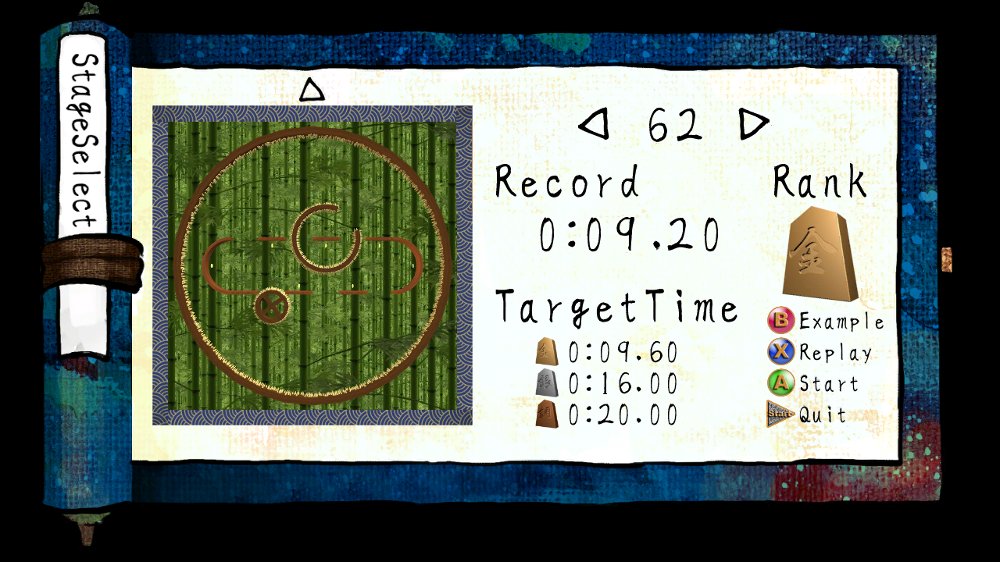 StageSelect
62
Record
0:09.20
Rank
金
TargetTime
0:09.60
0:16.00
0:20.00
B Example
X Replay
A Start
Start Quit